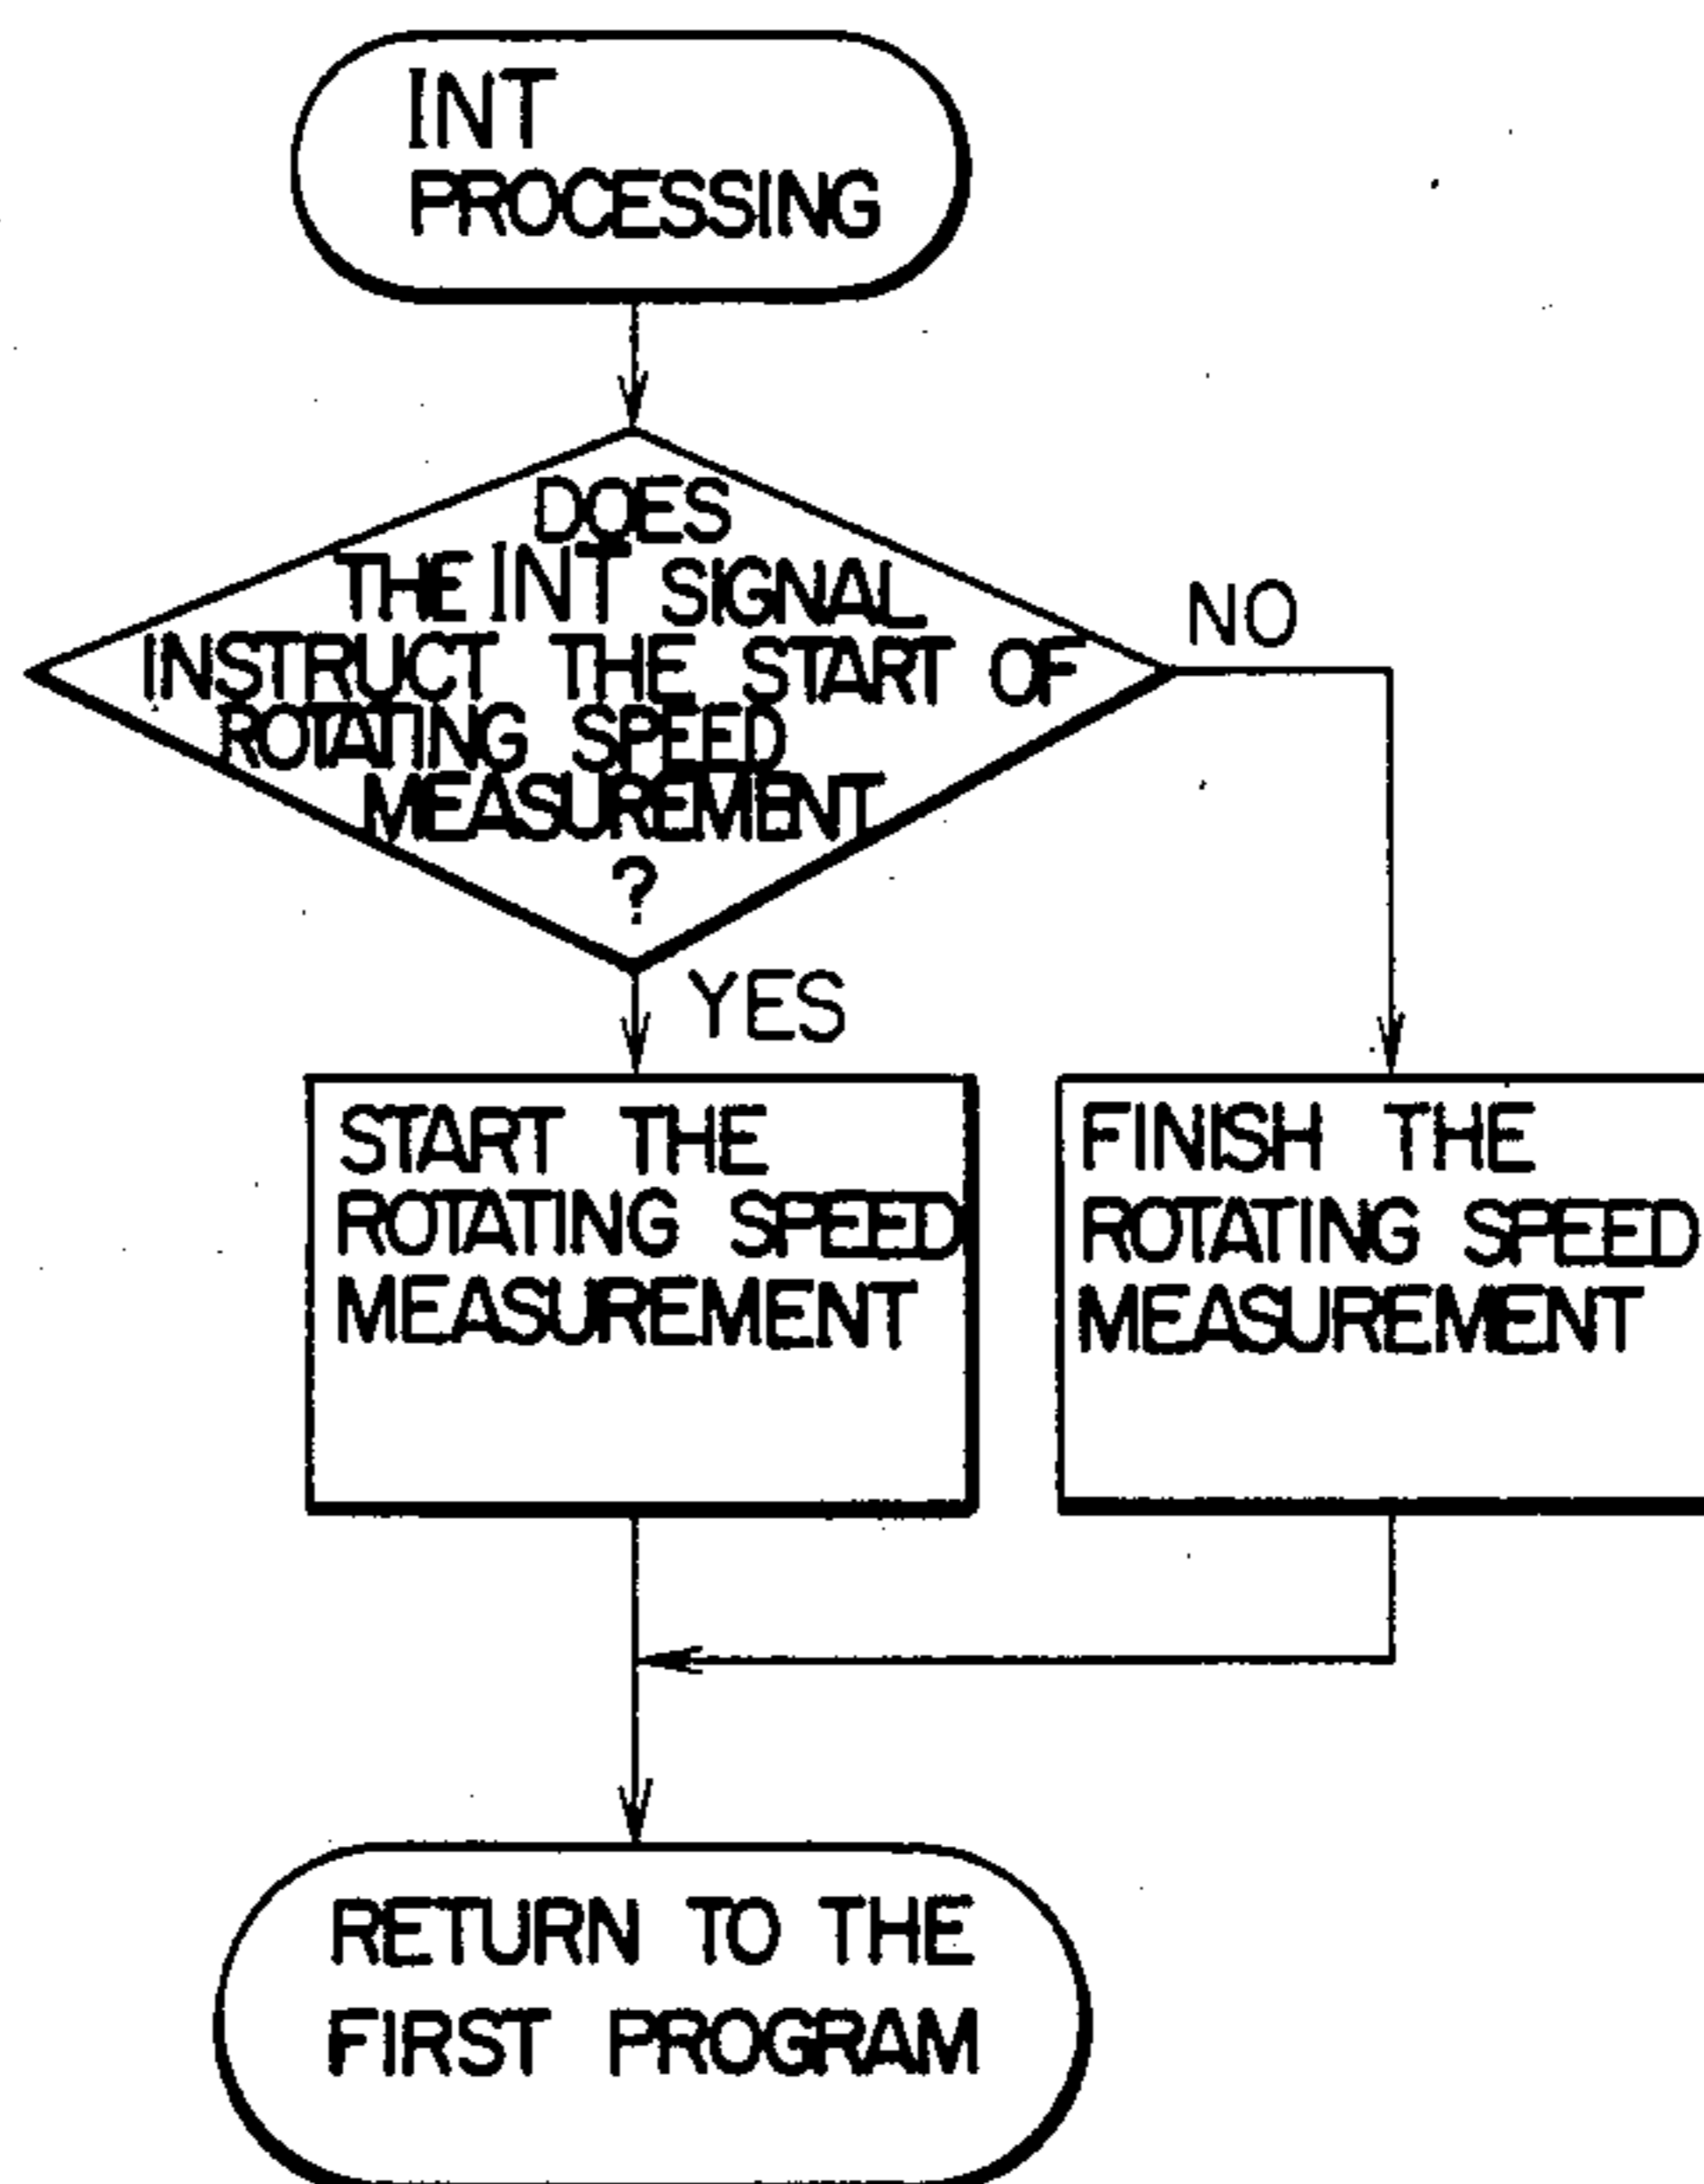 INT
PROCESSING
DOES
THE INT SIGNAL
INSTRUCT THE START OF
ROTATING SPEED
MEASUREMENT
?
NO
YES
START THE
ROTATING SPEED
MEASUREMENT
FINISH THE
ROTATING SPEED
MEASUREMENT
RETURN TO THE
FIRST PROGRAM